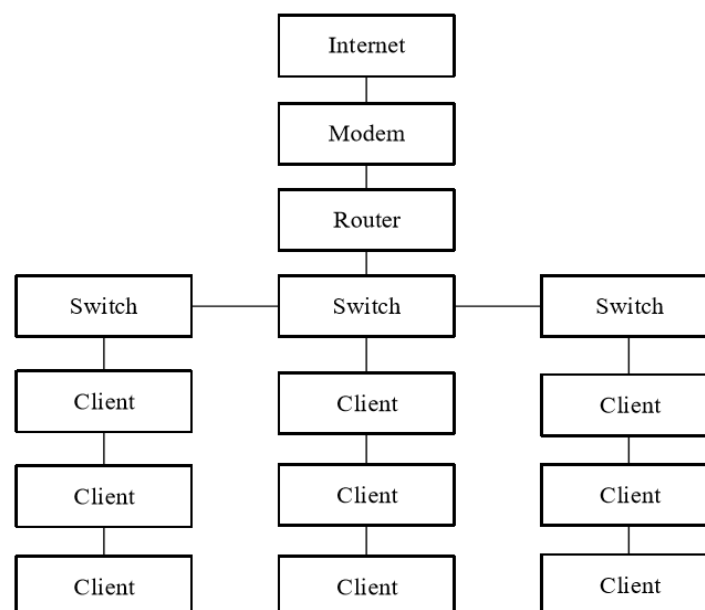 Internet
Modem
Router
Switch Switch Switch
Client Client Client
Client Client Client
Client Client Client